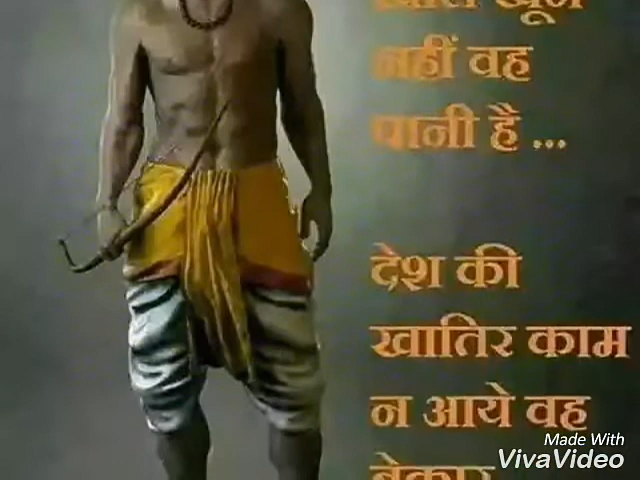 नहीं वह
पानी है ...
देश की
खातिर काम
न आये वह
Made With
VivaVideo